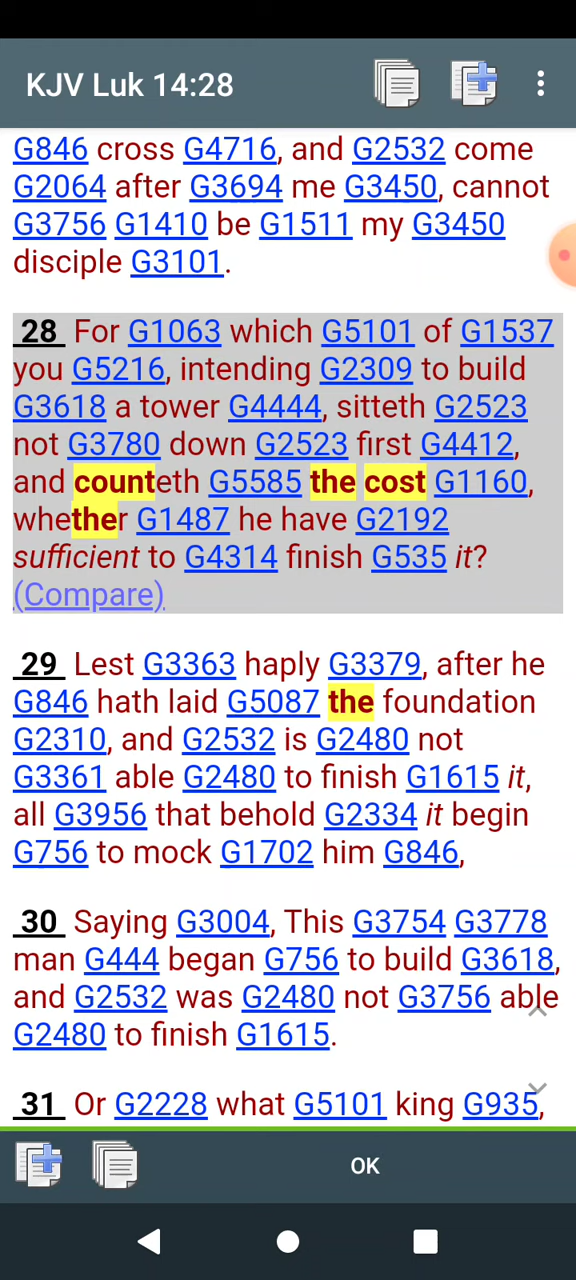 KJV Luk 14:28
G846 cross G4716, and G2532 come
G2064 after G3694 me G3450, cannot
G3756 G1410 be G1511 my G3450
disciple G3101.
28 For G1063 which G5101 of G1537
you G5216, intending G2309 to build
G3618 a tower G4444, sitteth G2523
not G3780 down G2523 first G4412,
and counteth G5585 the cost G1160,
whether G1487 he have G2192
sufficient to G4314 finish G535 it?
(Compare)
29 Lest G3363 haply G3379, after he
G846 hath laid G5087 the foundation
G2310, and G2532 is G2480 not
G3361 able G2480 to finish G1615 it,
all G3956 that behold G2334 it begin
G756 to mock G1702 him G846,
30 Saying G3004, This G3754 G3778
man G444 began G756 to build G3618,
and G2532 was G2480 not G3756 able
G2480 to finish G1615.
31 Or G2228 what G5101 king G935,
OK